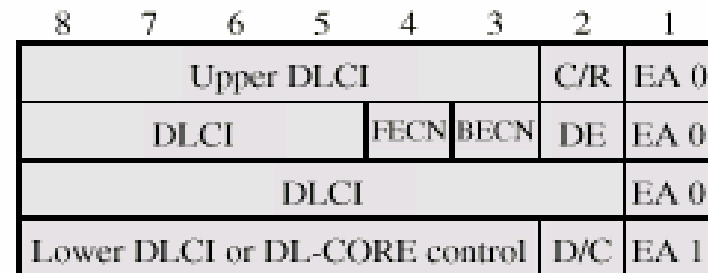 8 7 6 5 4 3 2 1
Upper DLCI C/R EA 0
DLCI FECN BECN DE EA 0
DLCI EA 0
Lower DLCI or DL-CORE control D/C EA 1